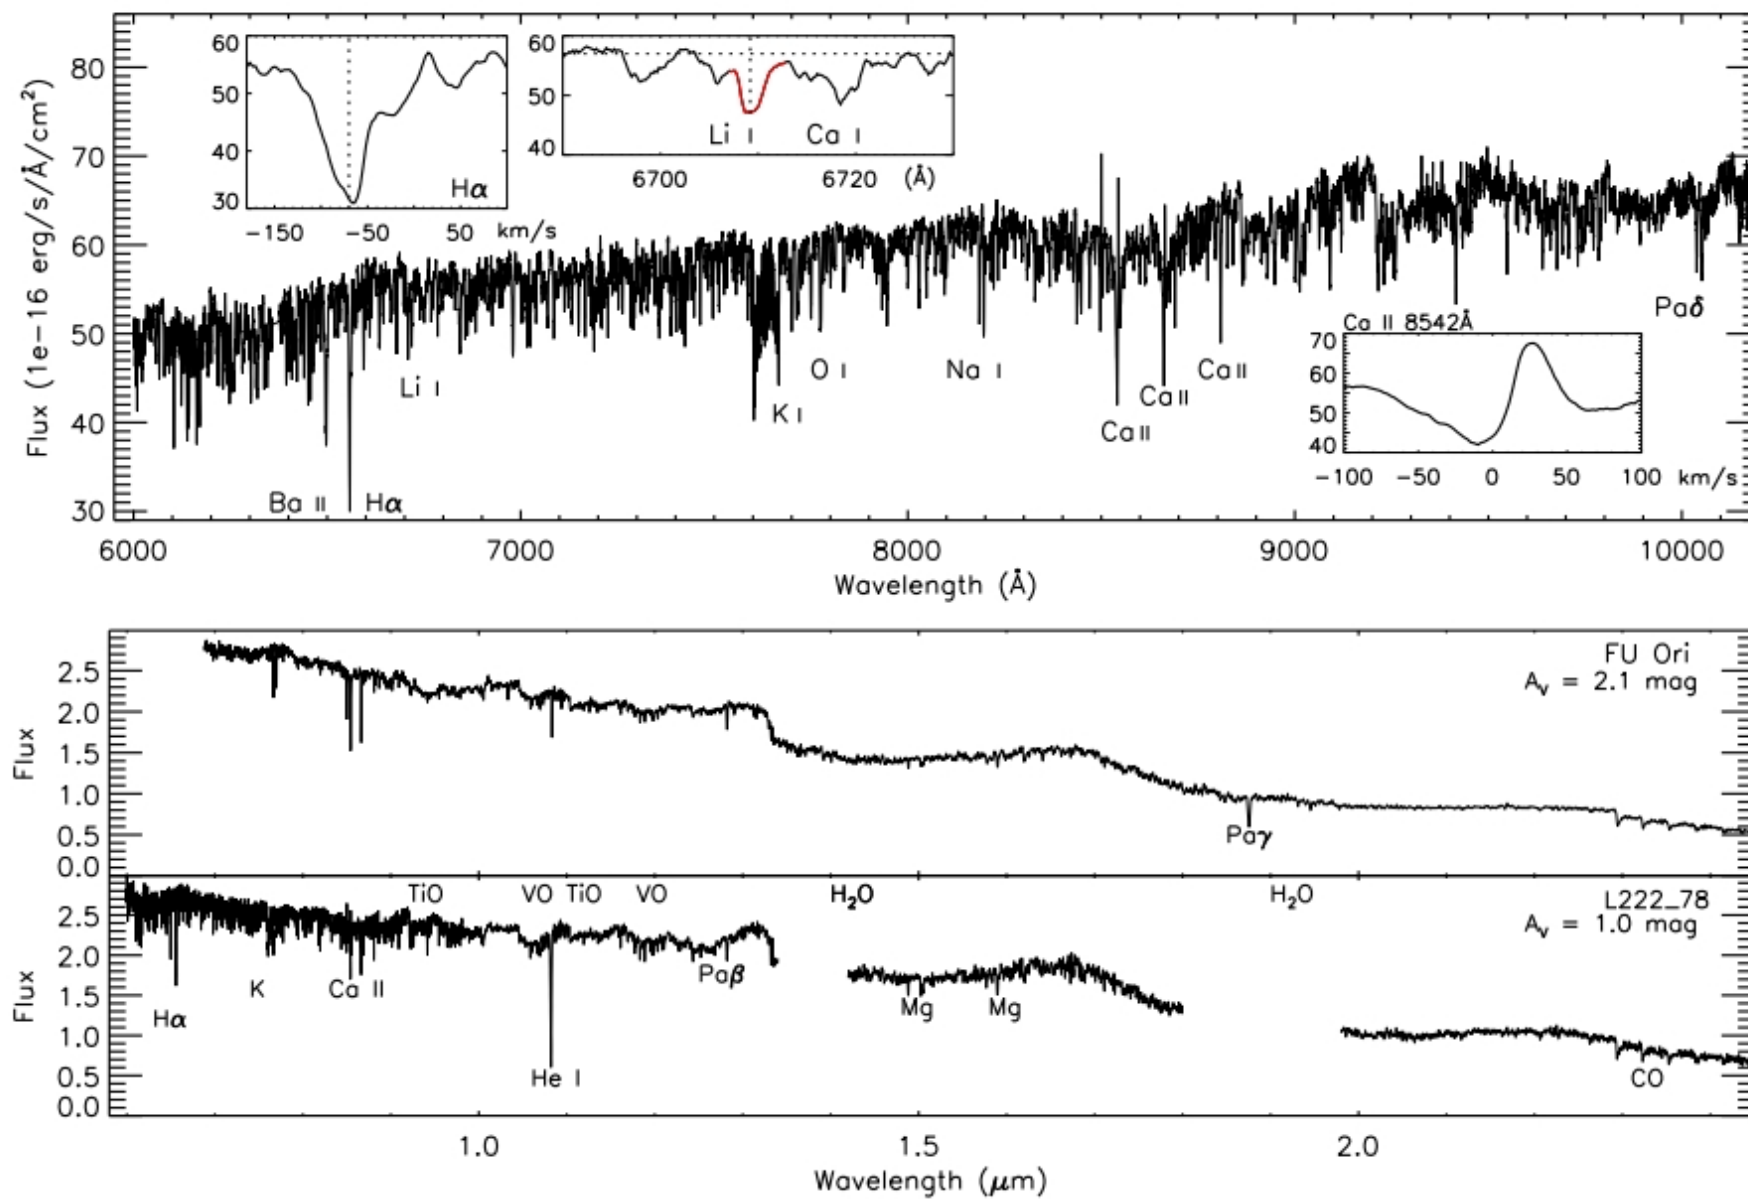 Flux (1e−16 erg/s/Å/cm²)
80
70
60
50
40
30
60
50
40
30
Hα
−150 −50 50 km/s
60
50
40
Li I Ca I
6700 6720 (Å)
Li I
Ba II Hα
K I
O I
Na I
Ca II
Ca II
Ca II
Paδ
Ca II 8542Å
70
60
50
40
−100 −50 0 50 100 km/s
6000 7000 8000 9000 10000
Wavelength (Å)
Flux
2.5
2.0
1.5
1.0
0.5
0.0
FU Ori
Aᵥ = 2.1 mag
Paγ
Flux
2.5
2.0
1.5
1.0
0.5
0.0
TiO VO TiO VO H₂O H₂O L222_78
Aᵥ = 1.0 mag
Hα
K
Ca II
He I
Paβ
Mg
Mg
CO
1.0 1.5 2.0
Wavelength (μm)